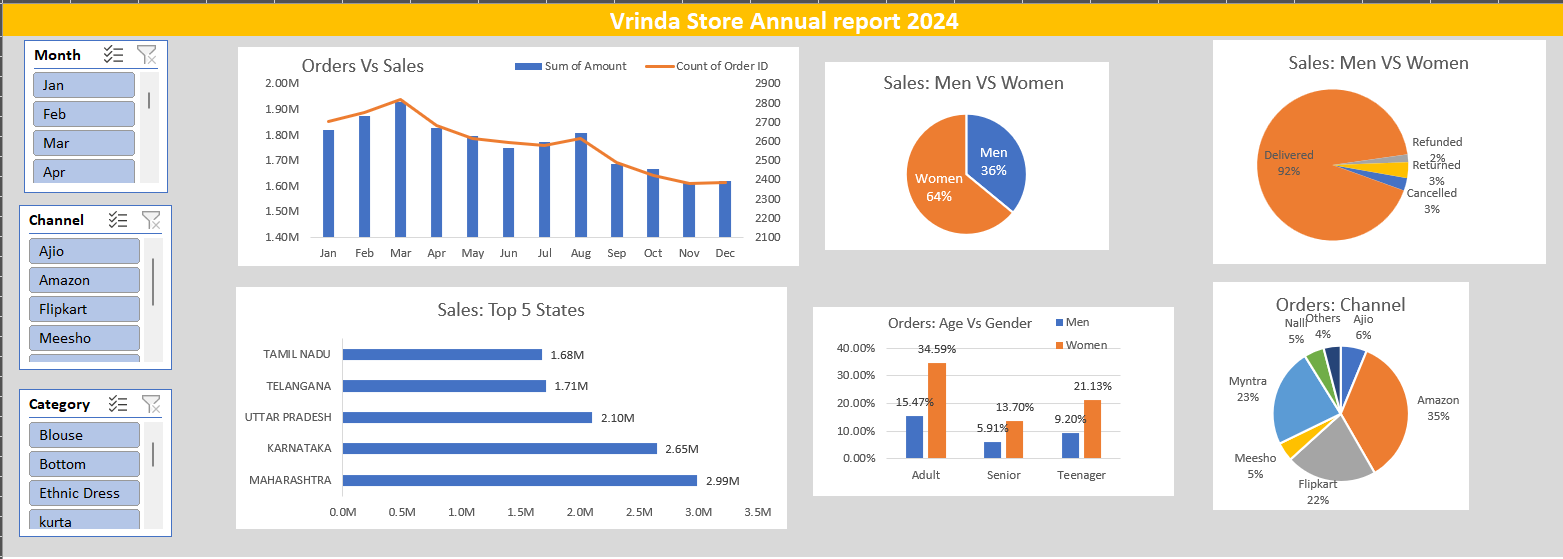 Vrinda Store Annual report 2024
Month
Jan
Feb
Mar
Apr
Channel
Ajio
Amazon
Flipkart
Meesho
Category
Blouse
Bottom
Ethnic Dress
kurta
Orders Vs Sales
Sum of Amount
Count of Order ID
2.00M
1.90M
1.80M
1.70M
1.60M
1.50M
1.40M
2900
2800
2700
2600
2500
2400
2300
2200
2100
Jan Feb Mar Apr May Jun Jul Aug Sep Oct Nov Dec
Sales: Men VS Women
Men
36%
Women
64%
Sales: Men VS Women
Delivered
92%
Refunded
2%
Returned
3%
Cancelled
3%
Sales: Top 5 States
TAMIL NADU 1.68M
TELANGANA 1.71M
UTTAR PRADESH 2.10M
KARNATAKA 2.65M
MAHARASHTRA 2.99M
0.0M 0.5M 1.0M 1.5M 2.0M 2.5M 3.0M 3.5M
Orders: Age Vs Gender
Men
Women
40.00%
30.00%
20.00%
10.00%
0.00%
15.47%
34.59%
5.91%
13.70%
9.20%
21.13%
Adult Senior Teenager
Orders: Channel
Nalli
5%
Others
4%
Ajio
6%
Myntra
23%
Amazon
35%
Meesho
5%
Flipkart
22%